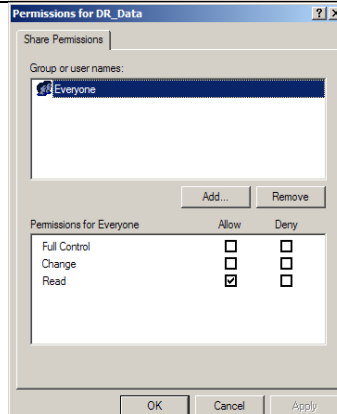 Permissions for DR_Data
Share Permissions
Group or user names:
Everyone
Add... Remove
Permissions for Everyone Allow Deny
Full Control
Change
Read
OK Cancel Apply